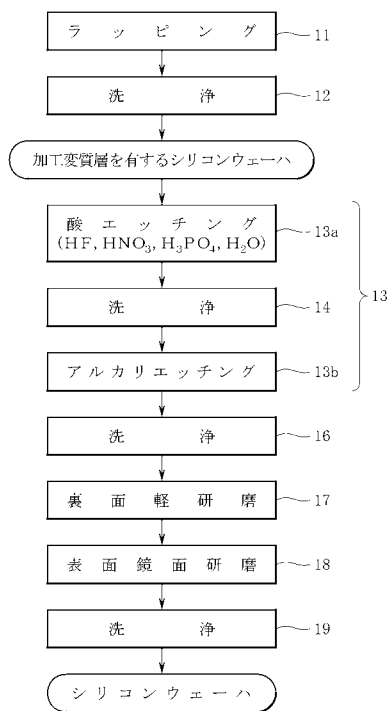 ラッピング 11
洗浄 12
加工変質層を有するシリコンウェーハ
酸エッチング 13a
(HF, HNO₃, H₃PO₄, H₂O)
13
洗浄 14
アルカリエッチング 13b
洗浄 16
裏面軽研磨 17
表面鏡面研磨 18
洗浄 19
シリコンウェーハ